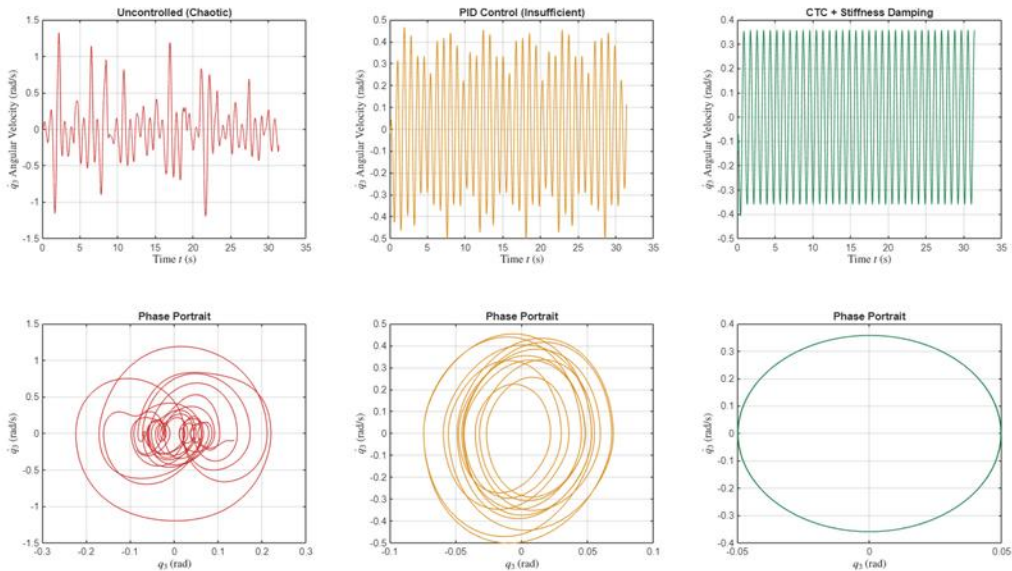 Uncontrolled (Chaotic)
1.5
1
0.5
0
-0.5
-1
-1.5
q̇₃ Angular Velocity (rad/s)
0 5 10 15 20 25 30 35
Time t (s)
PID Control (Insufficient)
0.5
0.4
0.3
0.2
0.1
0
-0.1
-0.2
-0.3
-0.4
-0.5
q̇₃ Angular Velocity (rad/s)
0 5 10 15 20 25 30 35
Time t (s)
CTC + Stiffness Damping
0.4
0.3
0.2
0.1
0
-0.1
-0.2
-0.3
-0.4
-0.5
q̇₃ Angular Velocity (rad/s)
0 5 10 15 20 25 30 35
Time t (s)
Phase Portrait
1.5
1
0.5
0
-0.5
-1
-1.5
q̇₃ (rad/s)
-0.3 -0.2 -0.1 0 0.1 0.2 0.3
q₃ (rad)
Phase Portrait
0.5
0.4
0.3
0.2
0.1
0
-0.1
-0.2
-0.3
-0.4
-0.5
q̇₃ (rad/s)
-0.1 -0.05 0 0.05 0.1
q₃ (rad)
Phase Portrait
0.4
0.3
0.2
0.1
0
-0.1
-0.2
-0.3
-0.4
q̇₃ (rad/s)
-0.05 0 0.05
q₃ (rad)